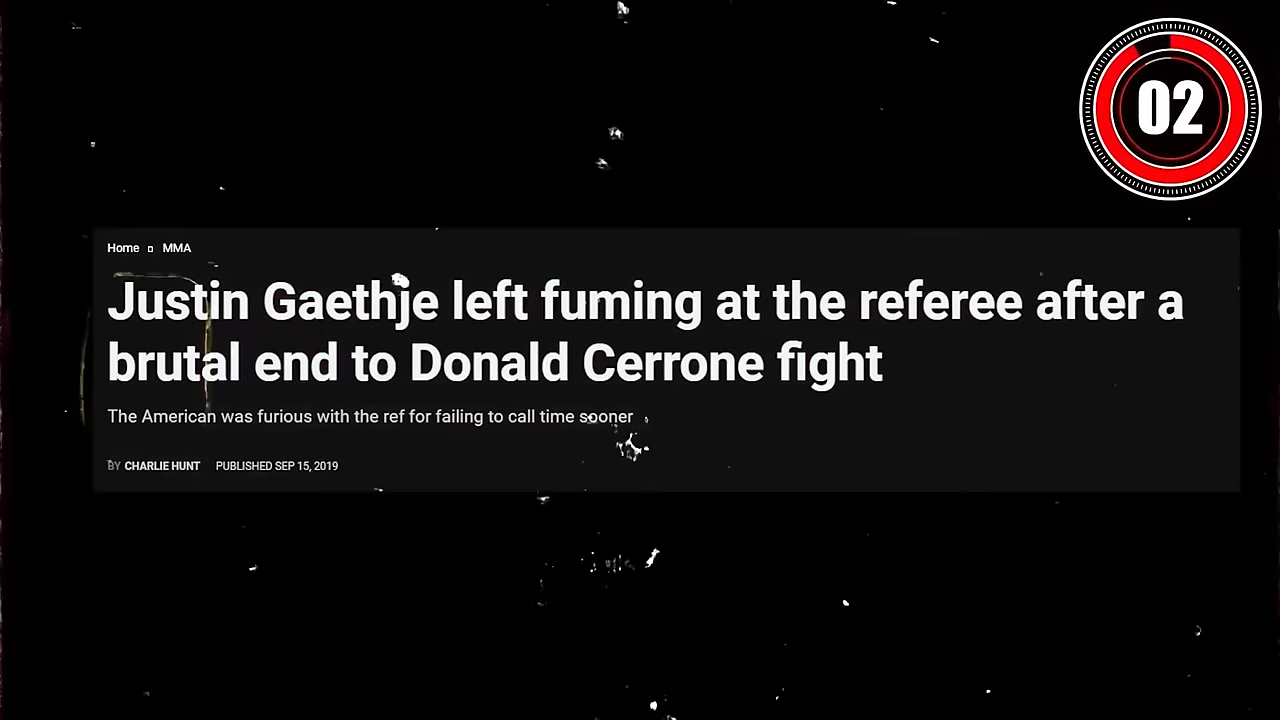 02
Home MMA
Justin Gaethje left fuming at the referee after a
brutal end to Donald Cerrone fight
The American was furious with the ref for failing to call time sooner
BY CHARLIE HUNT PUBLISHED SEP 15, 2019